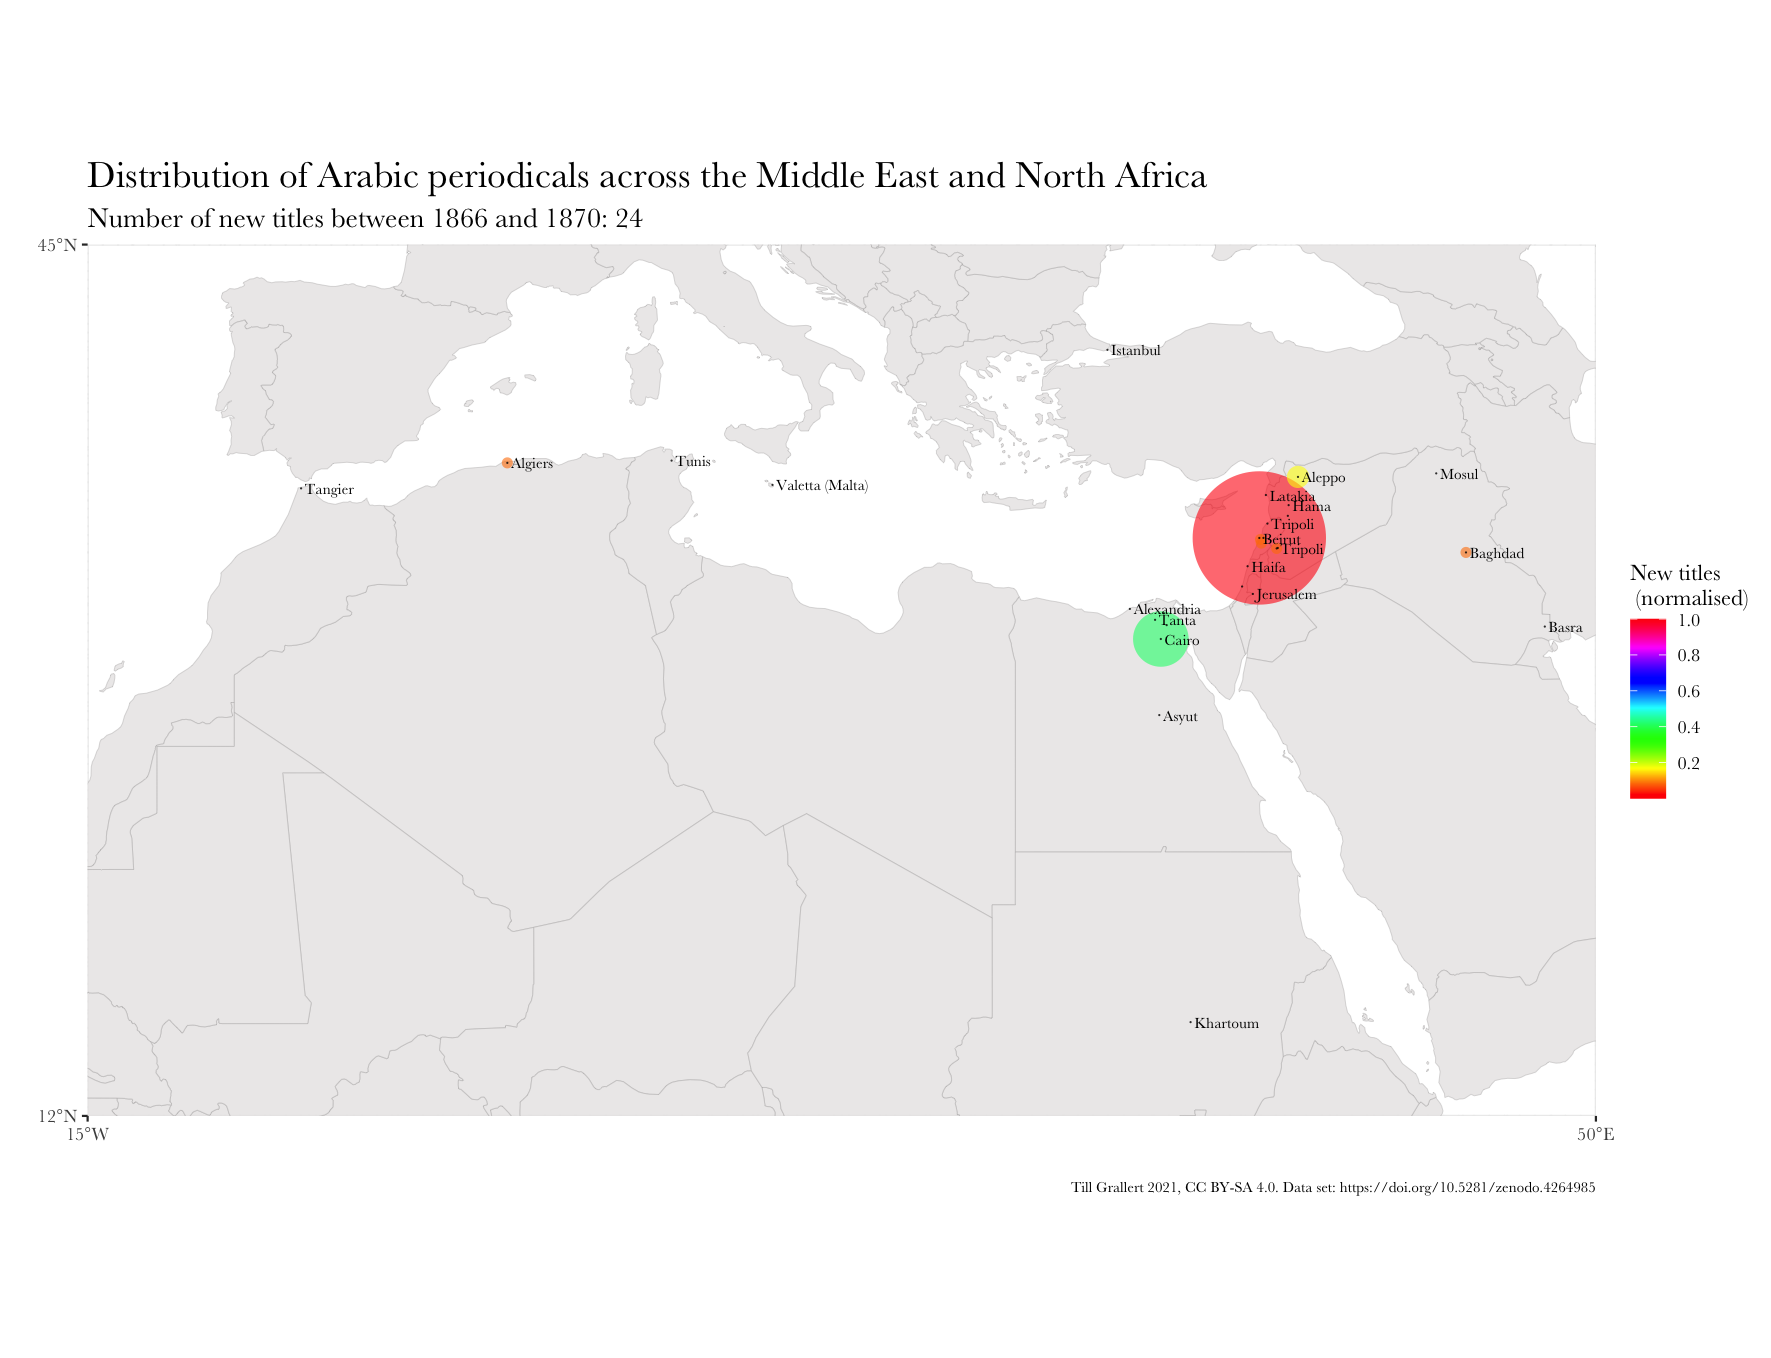 Distribution of Arabic periodicals across the Middle East and North Africa
Number of new titles between 1866 and 1870: 24
45°N
Istanbul
Algiers
Tunis
Tangier
Valetta (Malta)
Aleppo
Mosul
Latakia
Hama
Tripoli
Beirut
Tripoli
Baghdad
Haifa
Jerusalem
Alexandria
Tanta
Cairo
Basra
Asyut
Khartoum
New titles
(normalised)
1.0
0.8
0.6
0.4
0.2
12°N
15°W
50°E
Till Grallert 2021, CC BY-SA 4.0. Data set: https://doi.org/10.5281/zenodo.4264985